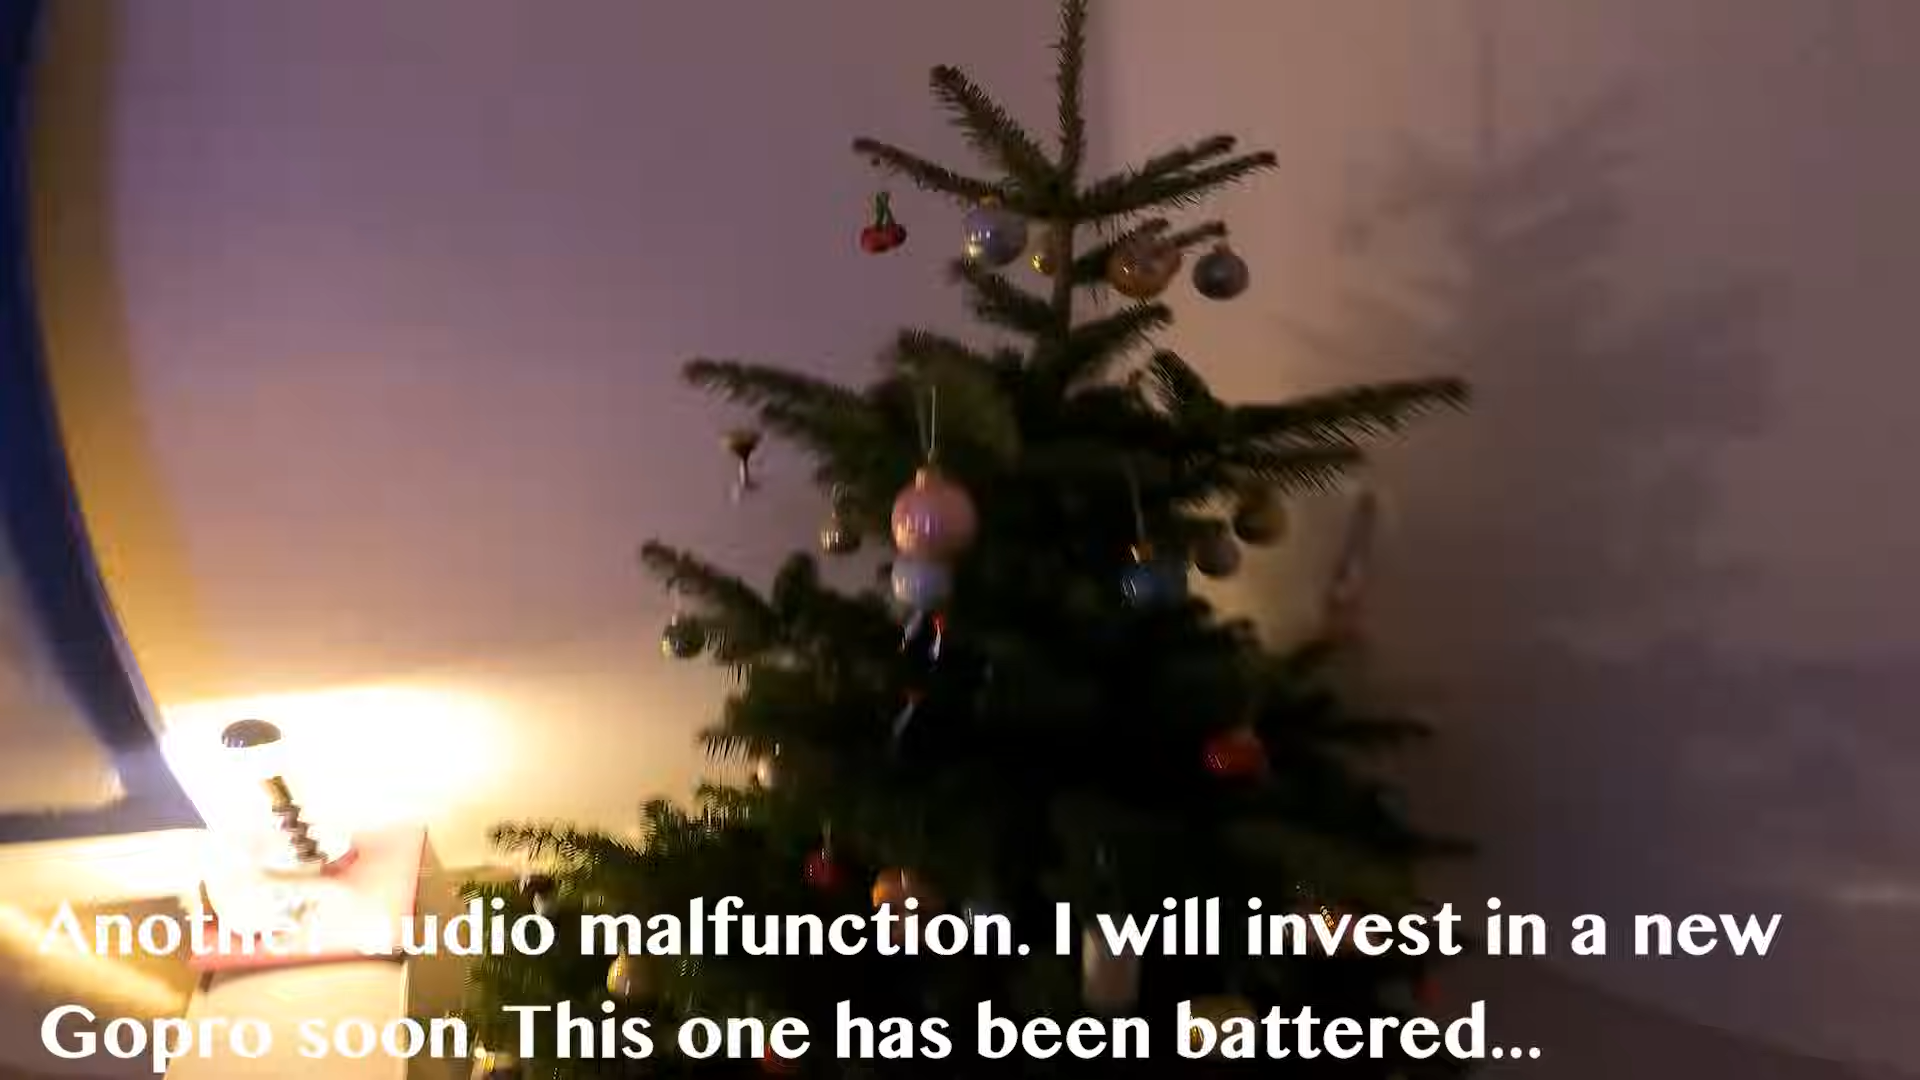 Another audio malfunction. I will invest in a new
Gopro soon. This one has been battered...